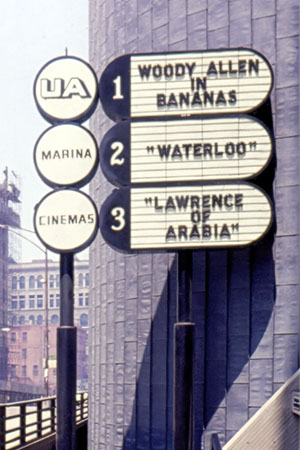 UA
MARINA
CINEMAS
1 WOODY ALLEN
IN
BANANAS
2 "WATERLOO"
3 "LAWRENCE
OF
ARABIA"